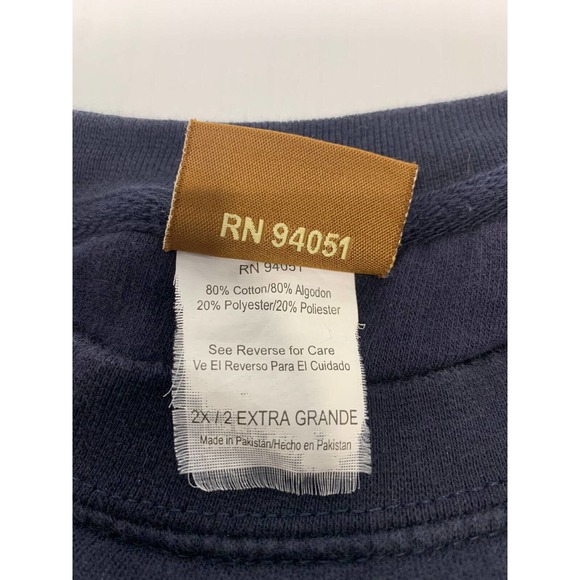 RN 94051
RN 94051
80% Cotton/80% Algodon
20% Polyester/20% Poliester
See Reverse for Care
Ve El Reverso Para El Cuidado
2X / 2 EXTRA GRANDE
Made in Pakistan/Hecho en Pakistan